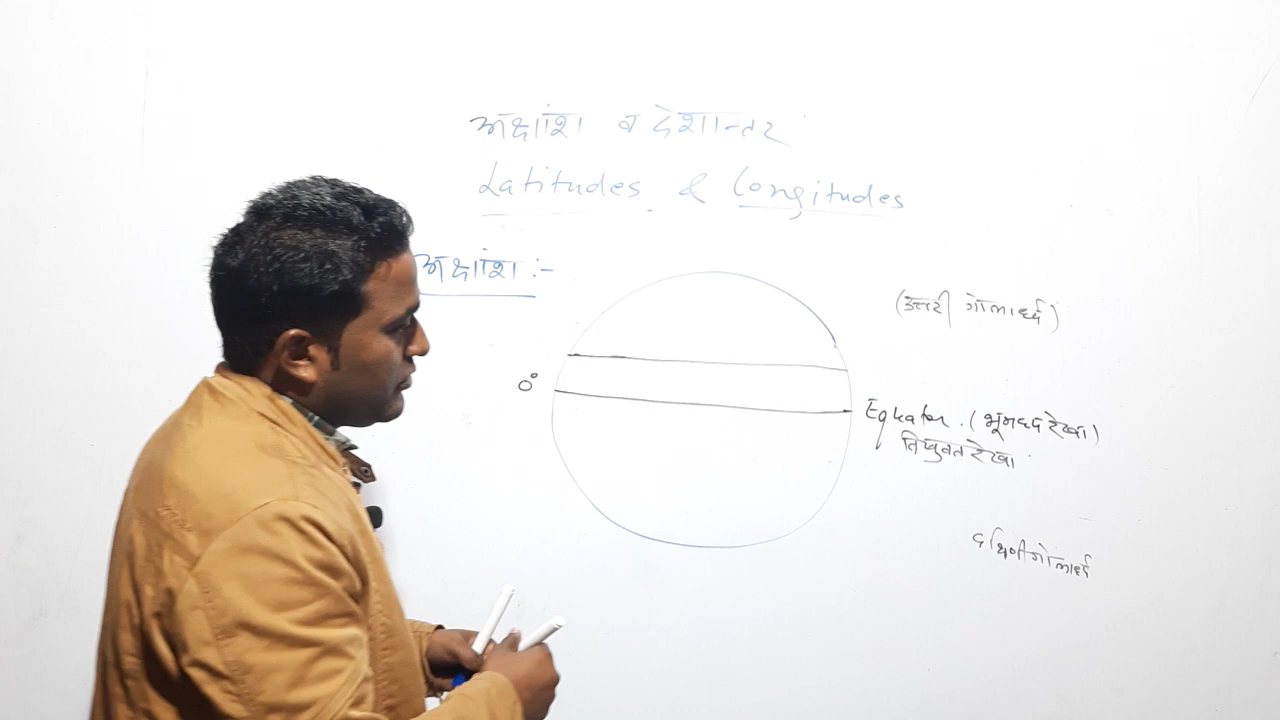 अक्षांश व देशान्तर
Latitudes & Longitudes
अक्षांश :-
(उत्तरी गोलार्ध्द)
0°
Equator. (भूमध्द रेखा)
विषुवत रेखा
दक्षिणी गोलार्ध्द